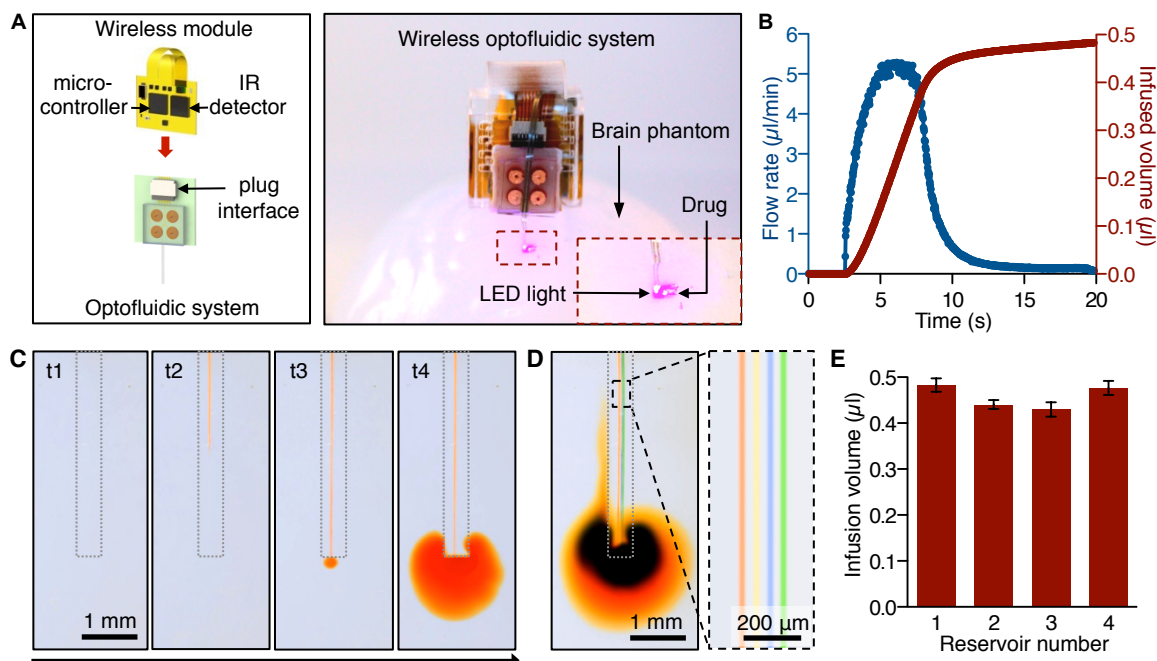 A
Wireless module
micro-
controller
IR
detector
plug
interface
Optofluidic system
Wireless optofluidic system
Brain phantom
Drug
LED light
B
6
5
4
3
2
1
0
Flow rate (µl/min)
0.5
0.4
0.3
0.2
0.1
0.0
Infused volume (µl)
0 5 10 15 20
Time (s)
C
t1
t2
t3
t4
1 mm
D
1 mm
200 µm
E
0.5
0.4
0.4
0.2
0.1
0.0
Infusion volume (µl)
1 2 3 4
Reservoir number